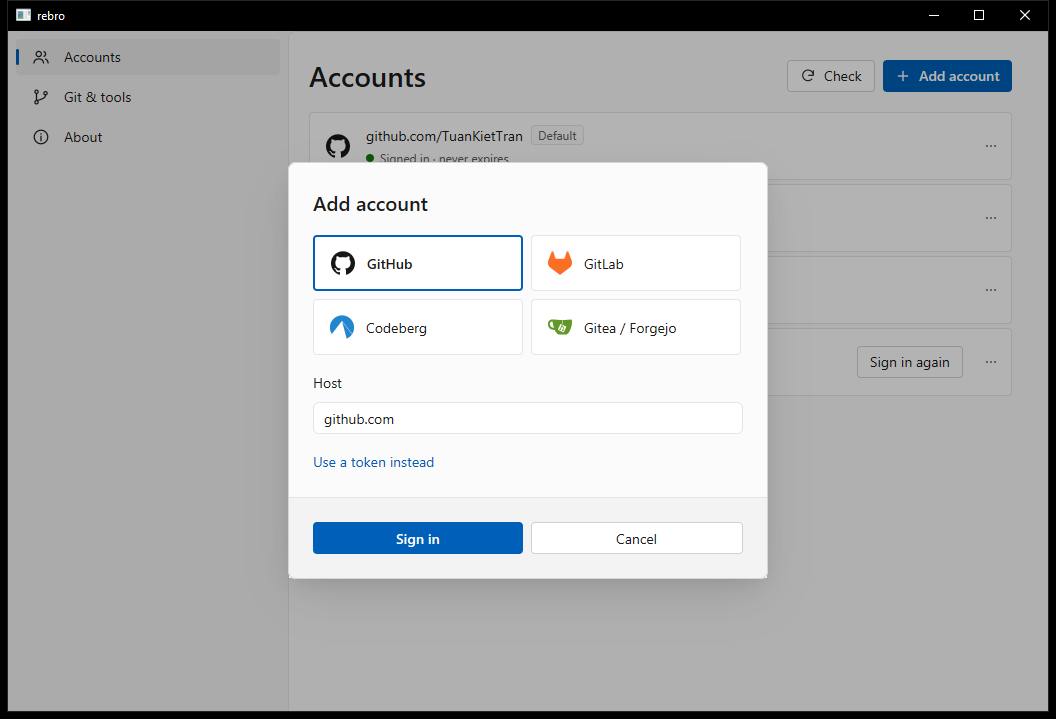 rebro
Accounts
Git & tools
About
Accounts
Check
Add account
github.com/TuanKietTran Default
Signed in · never expires
Sign in again
Add account
GitHub
GitLab
Codeberg
Gitea / Forgejo
Host
github.com
Use a token instead
Sign in
Cancel